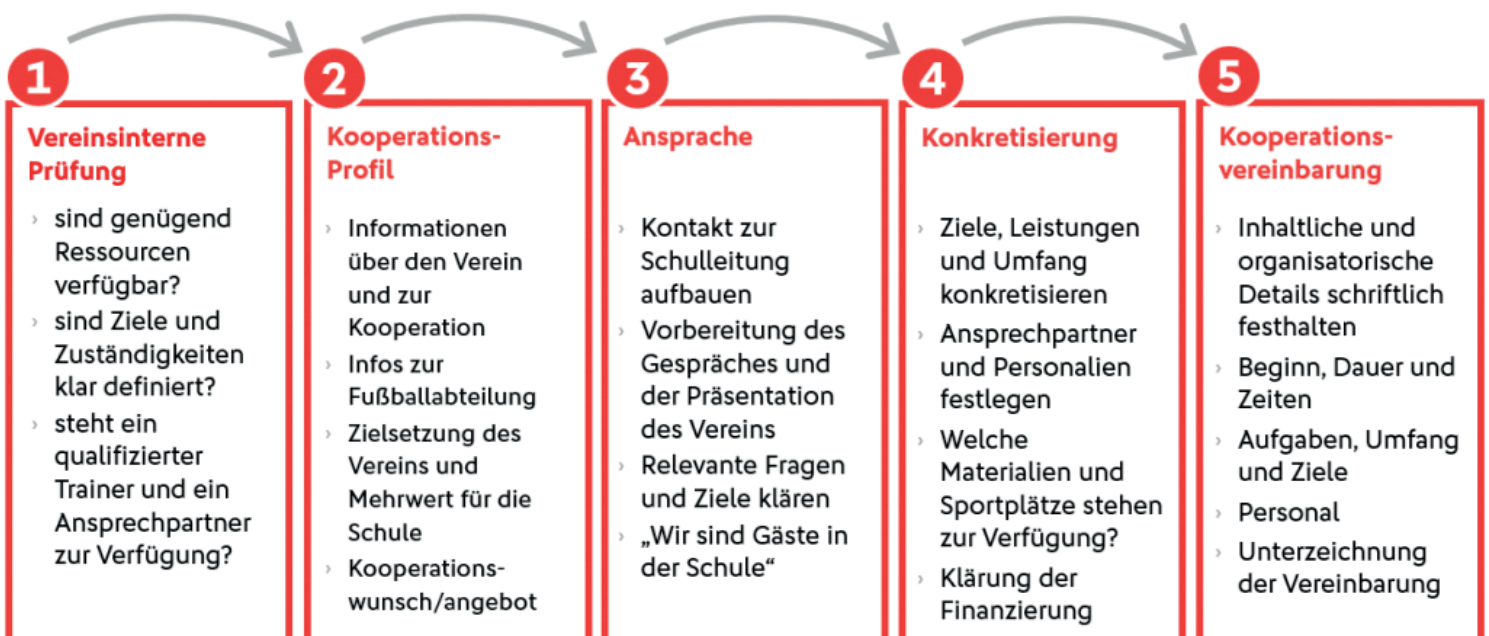 1
Vereinsinterne
Prüfung
› sind genügend
Ressourcen
verfügbar?
› sind Ziele und
Zuständigkeiten
klar definiert?
› steht ein
qualifizierter
Trainer und ein
Ansprechpartner
zur Verfügung?
2
Kooperations-
Profil
› Informationen
über den Verein
und zur
Kooperation
› Infos zur
Fußballabteilung
› Zielsetzung des
Vereins und
Mehrwert für die
Schule
› Kooperations-
wunsch/angebot
3
Ansprache
› Kontakt zur
Schulleitung
aufbauen
› Vorbereitung des
Gespräches und
der Präsentation
des Vereins
› Relevante Fragen
und Ziele klären
› „Wir sind Gäste in
der Schule“
4
Konkretisierung
› Ziele, Leistungen
und Umfang
konkretisieren
› Ansprechpartner
und Personalien
festlegen
› Welche
Materialien und
Sportplätze stehen
zur Verfügung?
› Klärung der
Finanzierung
5
Kooperations-
vereinbarung
› Inhaltliche und
organisatorische
Details schriftlich
festhalten
› Beginn, Dauer und
Zeiten
› Aufgaben, Umfang
und Ziele
› Personal
› Unterzeichnung
der Vereinbarung